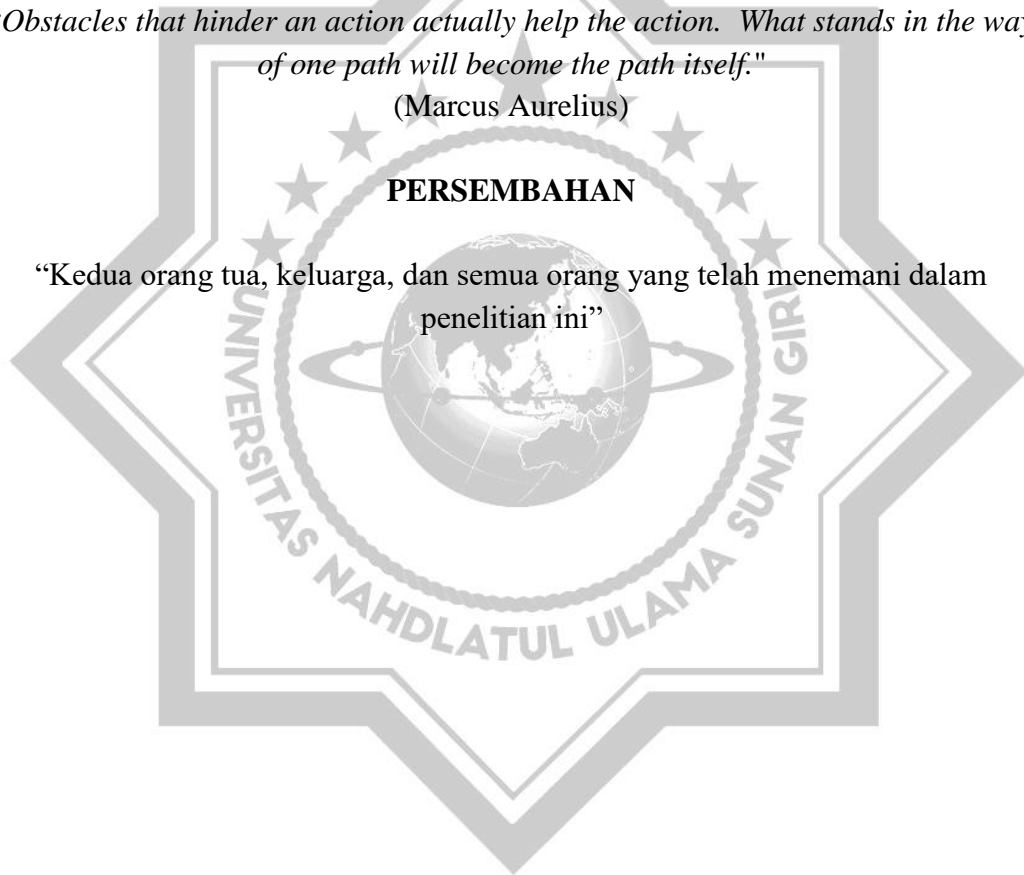 “Obstacles that hinder an action actually help the action.  What stands in the way
of one path will become the path itself."
(Marcus Aurelius)
PERSEMBAHAN
“Kedua orang tua, keluarga, dan semua orang yang telah menemani dalam
penelitian ini”
UNIVERSITAS NAHDLATUL ULAMA SUNAN GIRI